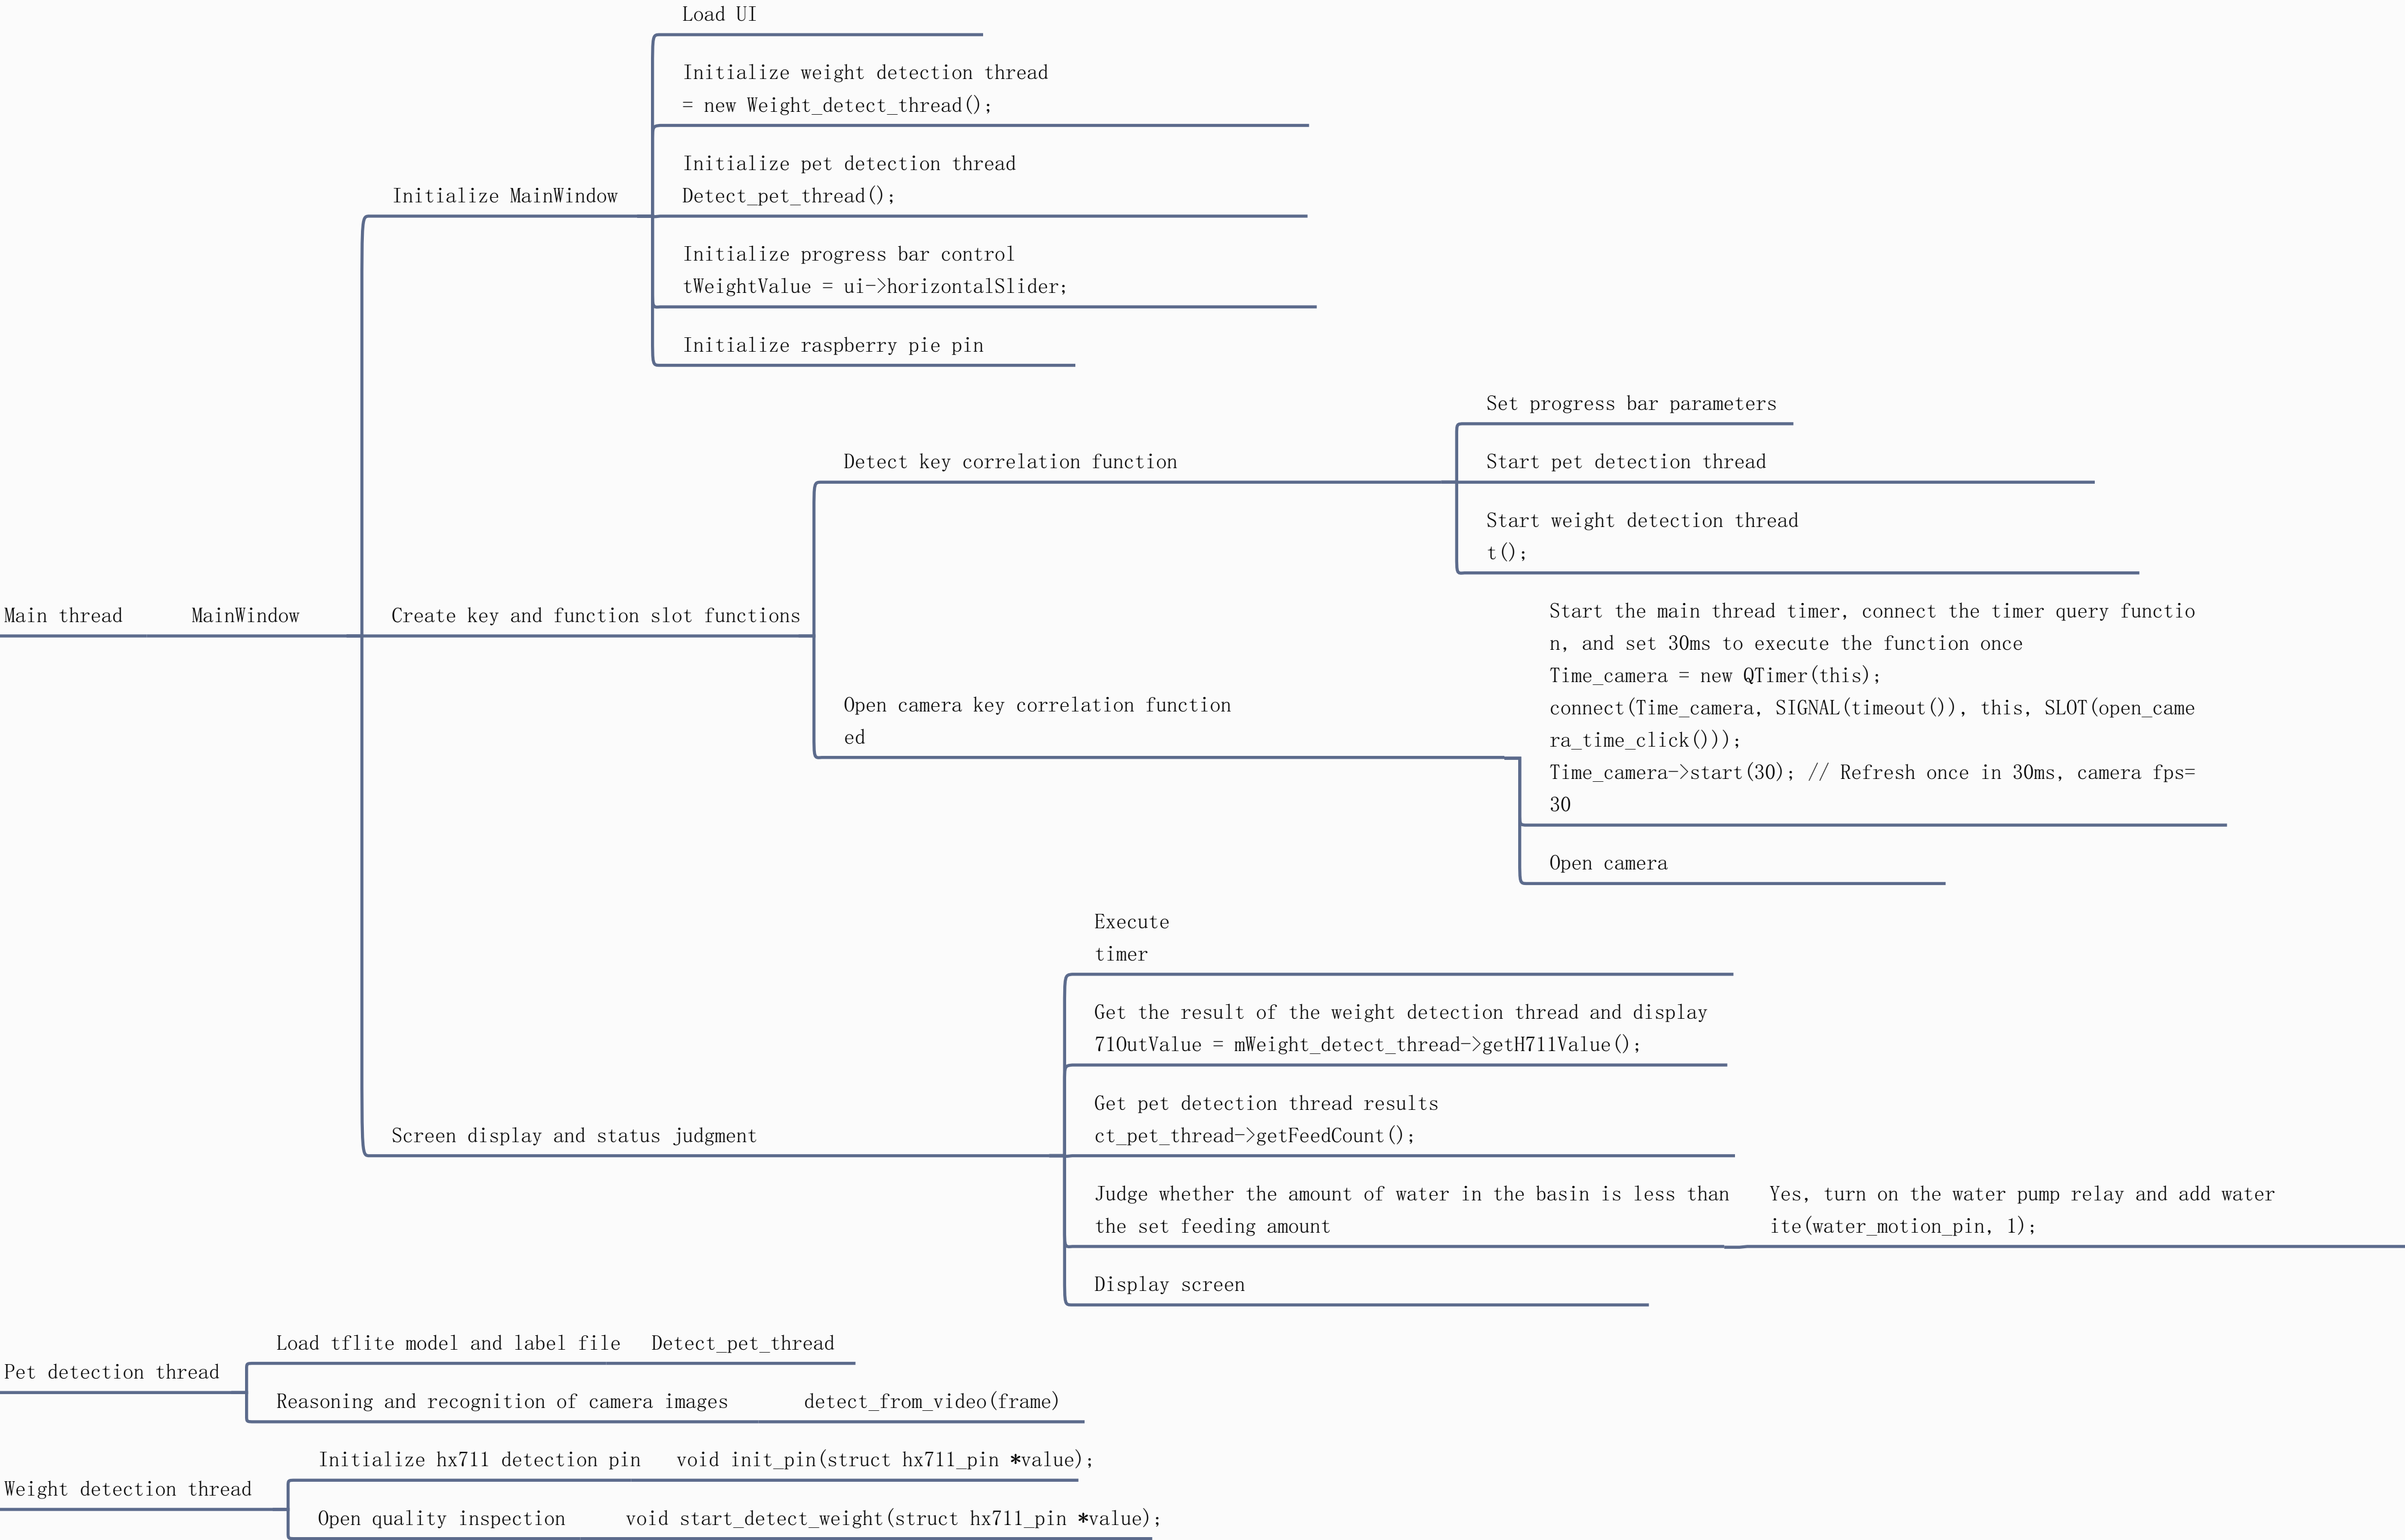 Load UI
Initialize weight detection thread
= new Weight_detect_thread();
Initialize pet detection thread
Detect_pet_thread();
Initialize MainWindow
Initialize progress bar control
tWeightValue = ui->horizontalSlider;
Initialize raspberry pie pin
Set progress bar parameters
Detect key correlation function
Start pet detection thread
Start weight detection thread
t();
Main thread
MainWindow
Create key and function slot functions
Start the main thread timer, connect the timer query functio
n, and set 30ms to execute the function once
Time_camera = new QTimer(this);
connect(Time_camera, SIGNAL(timeout()), this, SLOT(open_came
ra_time_click()));
Time_camera->start(30); // Refresh once in 30ms, camera fps=
30
Open camera key correlation function
ed
Open camera
Execute
timer
Get the result of the weight detection thread and display
71OutValue = mWeight_detect_thread->getH711Value();
Get pet detection thread results
ct_pet_thread->getFeedCount();
Screen display and status judgment
Judge whether the amount of water in the basin is less than
the set feeding amount
Yes, turn on the water pump relay and add water
ite(water_motion_pin, 1);
Display screen
Load tflite model and label file
Detect_pet_thread
Pet detection thread
Reasoning and recognition of camera images
detect_from_video(frame)
Initialize hx711 detection pin
void init_pin(struct hx711_pin *value);
Weight detection thread
Open quality inspection
void start_detect_weight(struct hx711_pin *value);